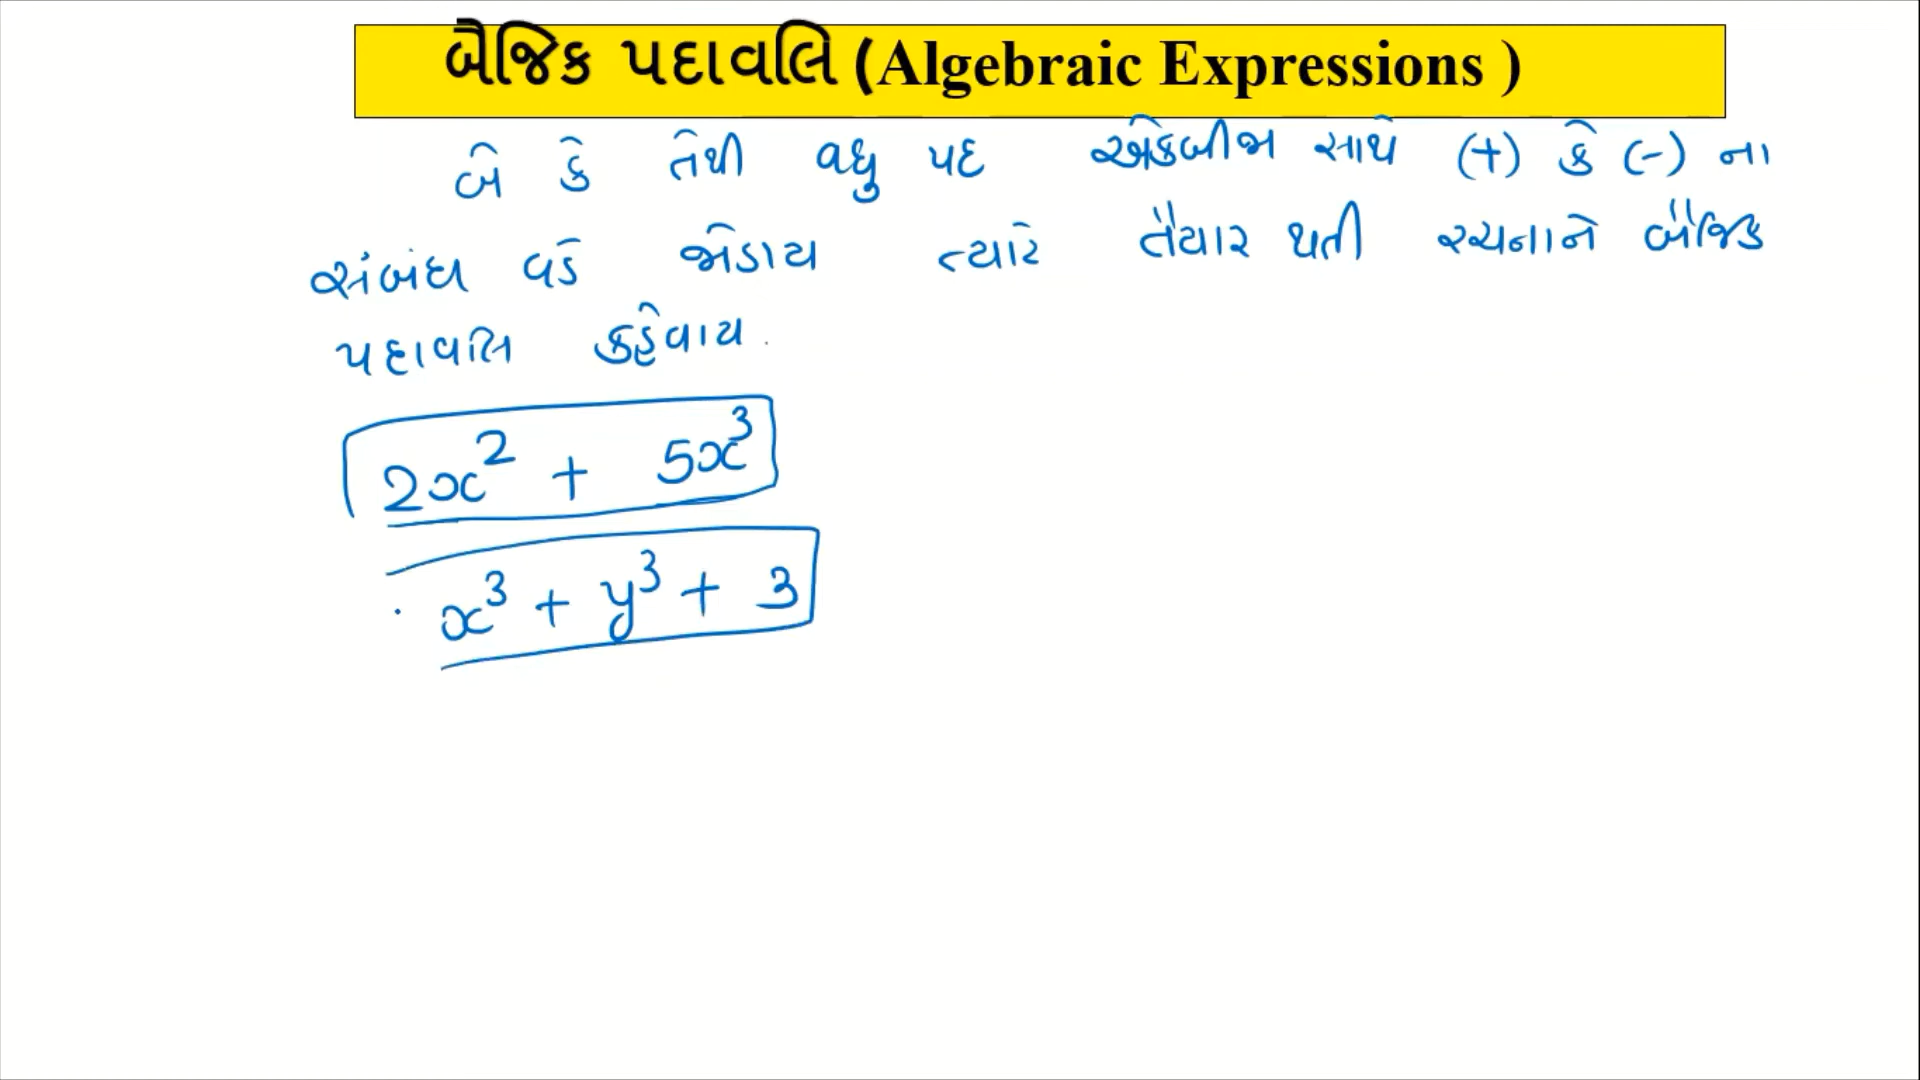 બૈજિક પદાવલિ (Algebraic Expressions )
બે કે તેથી વધુ પદ એકબીજા સાથે (+) કે (-) ના
સંબંધ વડે જોડાય ત્યારે તૈયાર થતી રચનાને બૈજિક
પદાવલિ કહેવાય.
2x² + 5x³
x³ + y³ + 3